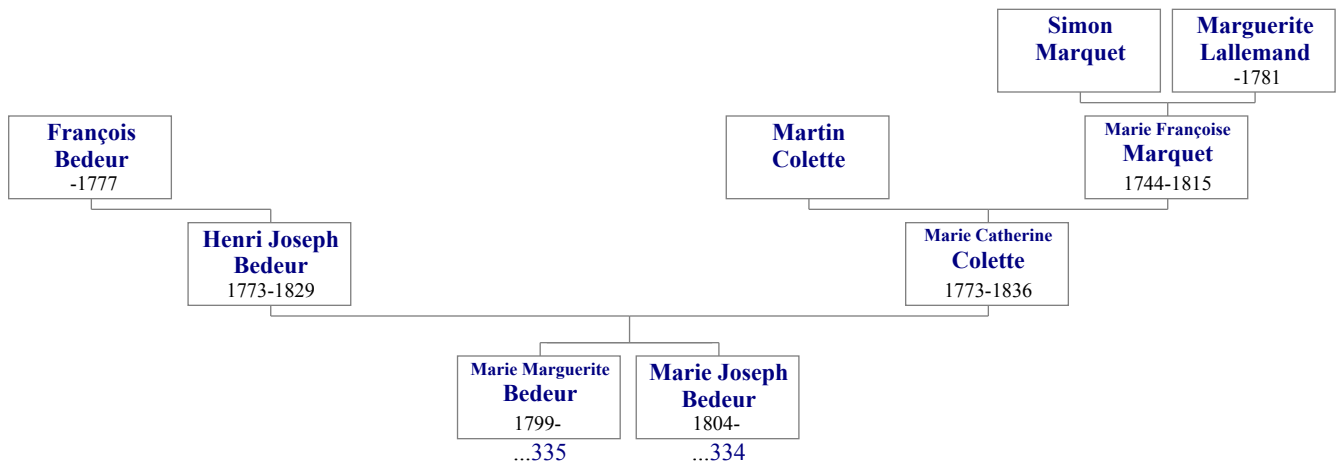 Simon
Marquet
Marguerite
Lallemand
-1781
François
Bedeur
-1777
Martin
Colette
Marie Françoise
Marquet
1744-1815
Henri Joseph
Bedeur
1773-1829
Marie Catherine
Colette
1773-1836
Marie Marguerite
Bedeur
1799-
...335
Marie Joseph
Bedeur
1804-
...334